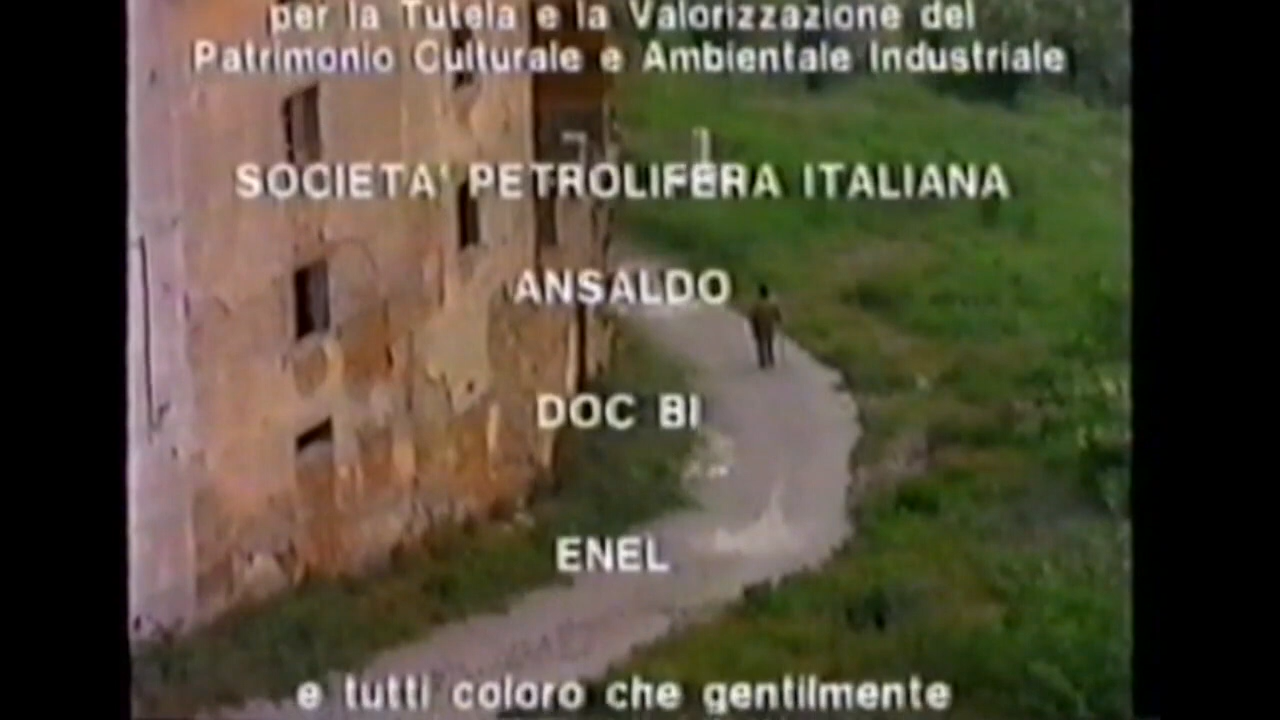 per la Tutela e la Valorizzazione del
Patrimonio Culturale e Ambientale Industriale
SOCIETA' PETROLIFERA ITALIANA
ANSALDO
DOC BI
ENEL
e tutti coloro che gentilmente